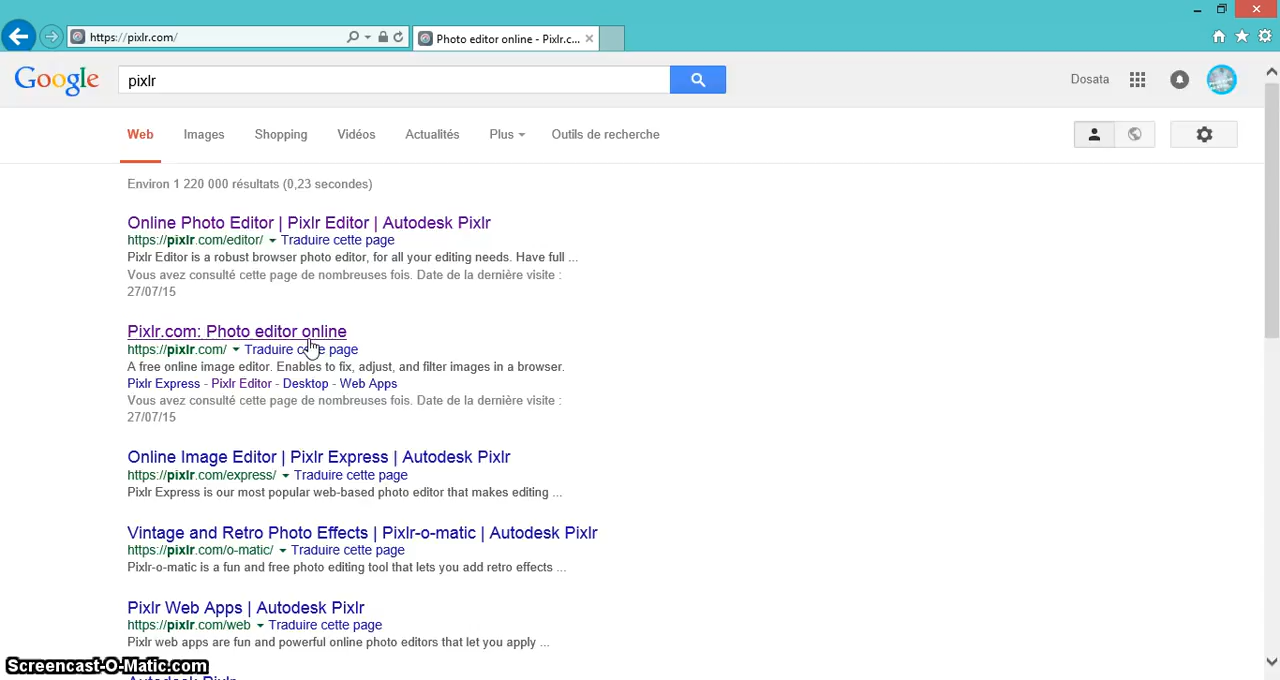 https://pixlr.com/
Photo editor online - Pixlr.c...
Google
pixlr
Dosata
Web Images Shopping Vidéos Actualités Plus Outils de recherche
Environ 1 220 000 résultats (0,23 secondes)
Online Photo Editor | Pixlr Editor | Autodesk Pixlr
https://pixlr.com/editor/ Traduire cette page
Pixlr Editor is a robust browser photo editor, for all your editing needs. Have full ...
Vous avez consulté cette page de nombreuses fois. Date de la dernière visite :
27/07/15
Pixlr.com: Photo editor online
https://pixlr.com/ Traduire cette page
A free online image editor. Enables to fix, adjust, and filter images in a browser.
Pixlr Express - Pixlr Editor - Desktop - Web Apps
Vous avez consulté cette page de nombreuses fois. Date de la dernière visite :
27/07/15
Online Image Editor | Pixlr Express | Autodesk Pixlr
https://pixlr.com/express/ Traduire cette page
Pixlr Express is our most popular web-based photo editor that makes editing ...
Vintage and Retro Photo Effects | Pixlr-o-matic | Autodesk Pixlr
https://pixlr.com/o-matic/ Traduire cette page
Pixlr-o-matic is a fun and free photo editing tool that lets you add retro effects ...
Pixlr Web Apps | Autodesk Pixlr
https://pixlr.com/web Traduire cette page
Pixlr web apps are fun and powerful online photo editors that let you apply ...
Autodesk Pixlr
Screencast-O-Matic.com